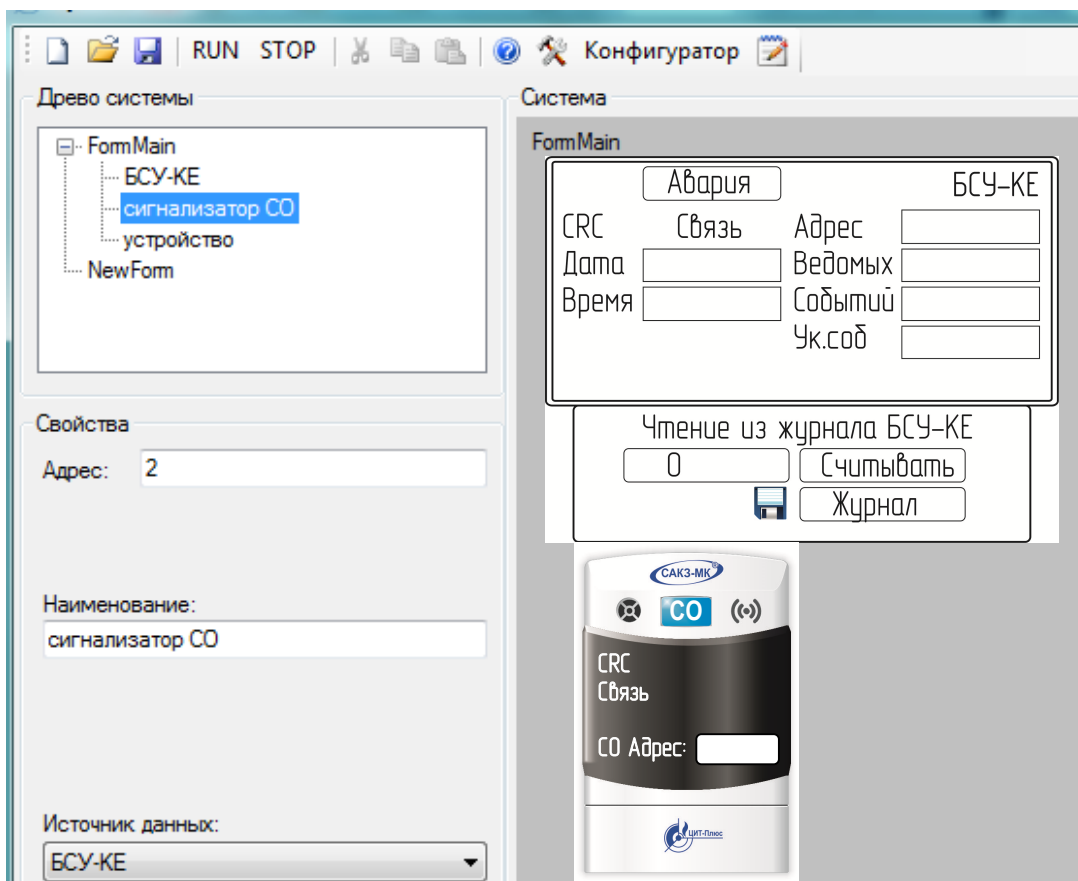 RUN STOP Конфигуратор
Древо системы
FormMain
БСУ-КЕ
сигнализатор СО
устройство
NewForm
Свойства
Адрес: 2
Наименование:
сигнализатор СО
Источник данных:
БСУ-КЕ
Система
FormMain
Авария БСУ-КЕ
CRC Связь Адрес
Дата Ведомых
Время Событий
Ук.соб
Чтение из журнала БСУ-КЕ
0 Считывать
Журнал
САКЗ-МК®
CO
CRC
Связь
CO Адрес:
ЦИТ-Плюс